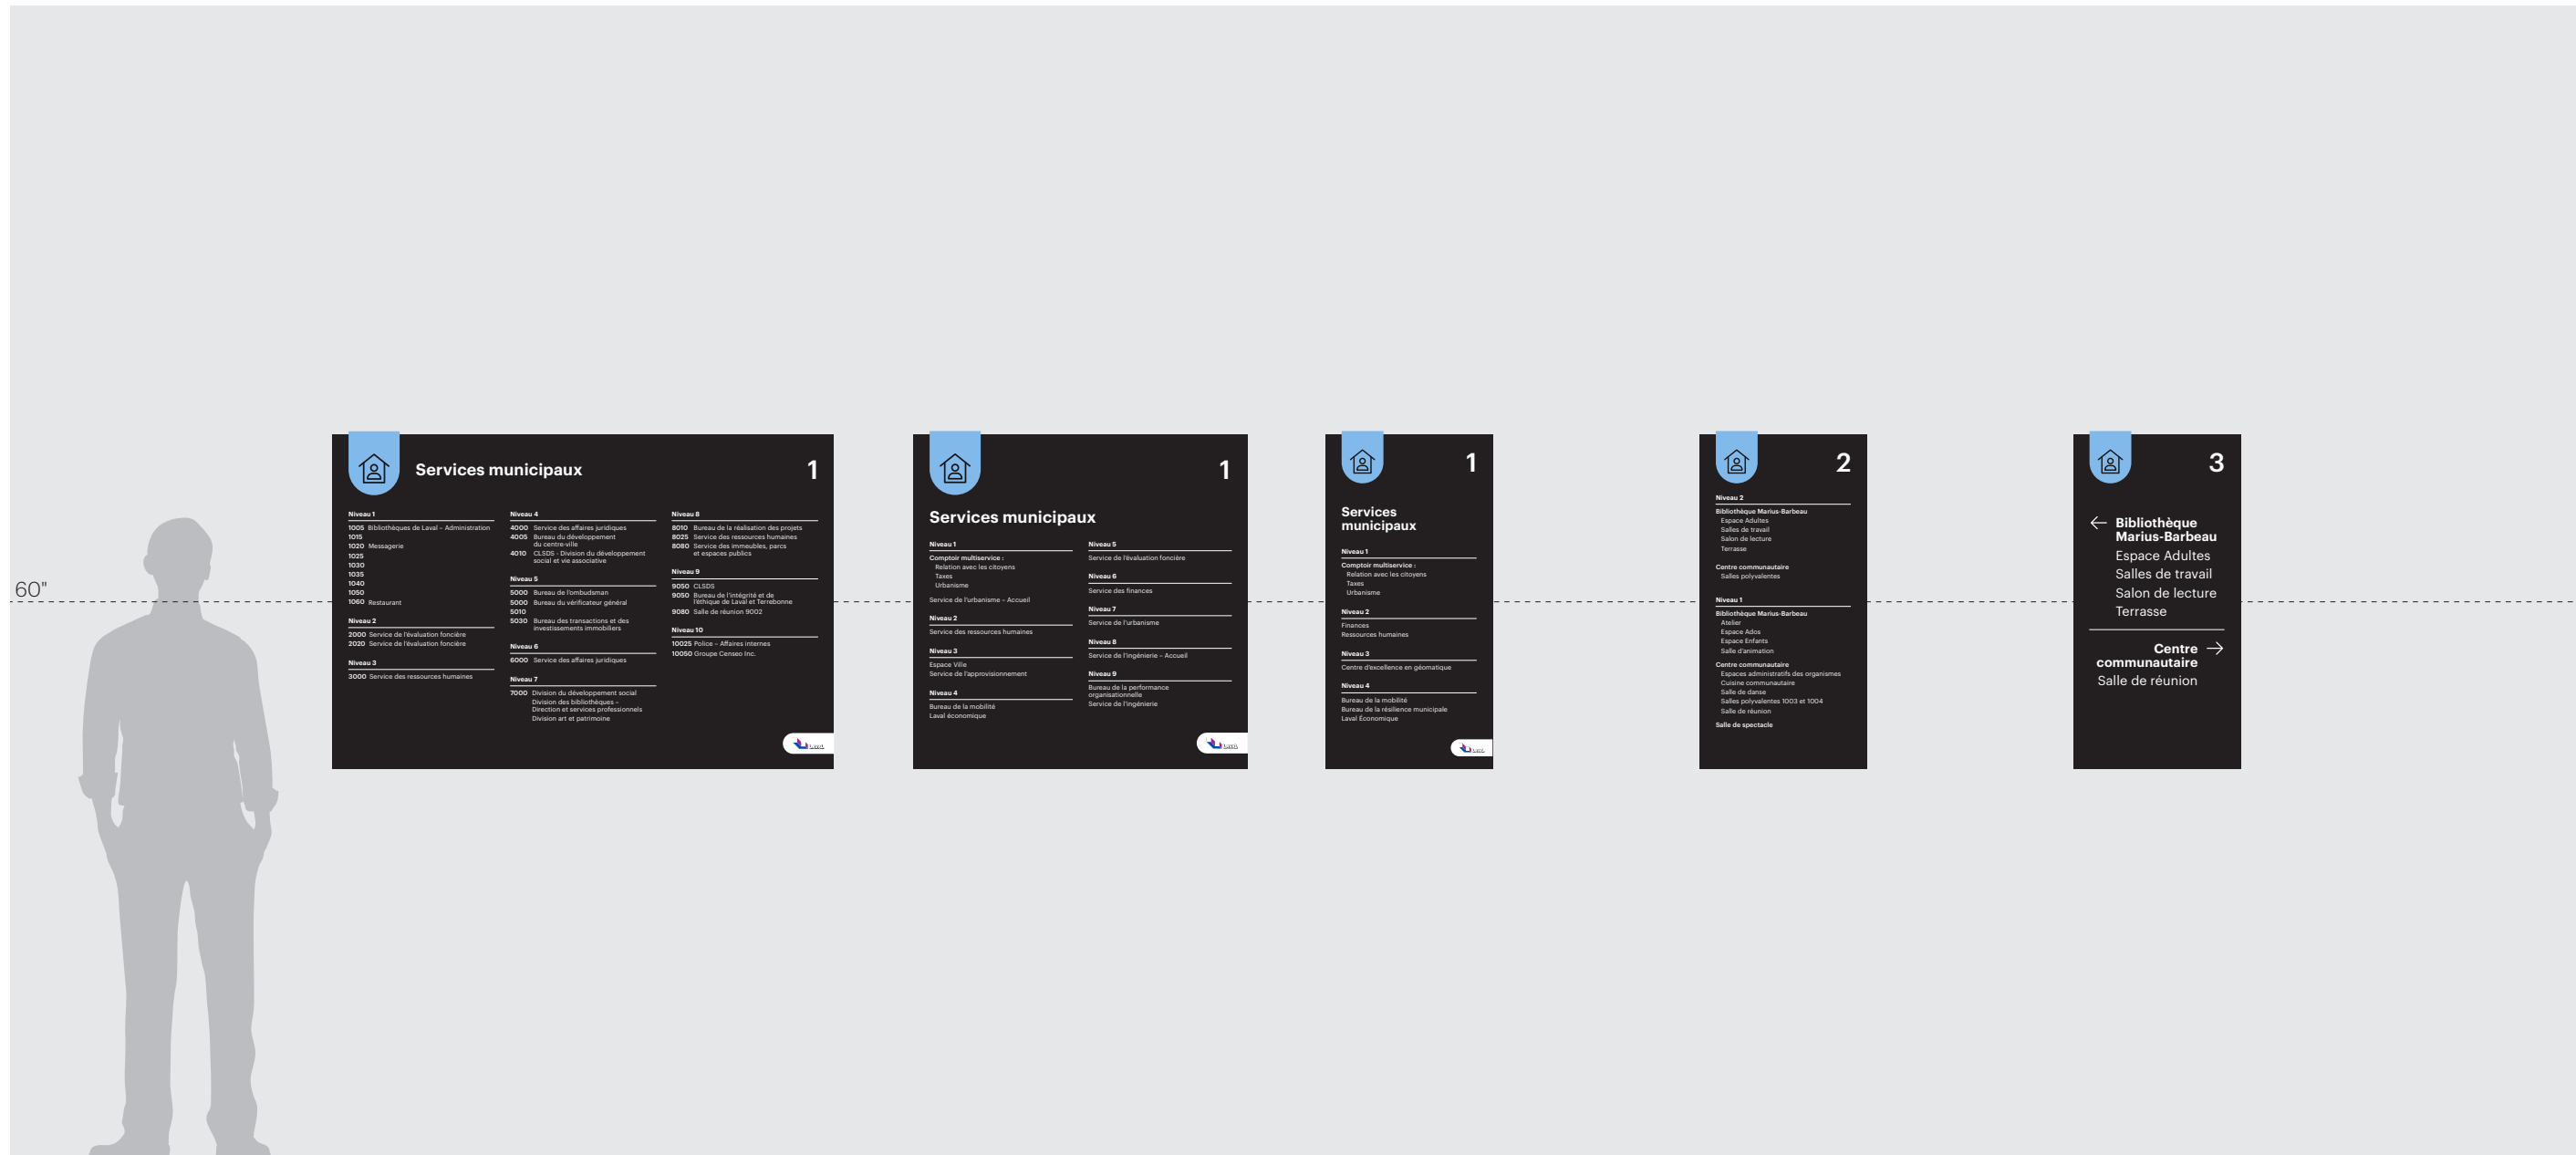 60"
Services municipaux
1
Niveau 1
1005 Bibliothèques de Laval – Administration
1015
1020 Messagerie
1025
1030
1035
1040
1050
1060 Restaurant
Niveau 2
2000 Service de l'évaluation foncière
2020 Service de l'évaluation foncière
Niveau 3
3000 Service des ressources humaines
Niveau 4
4000 Service des affaires juridiques
4005 Bureau du développement
du centre-ville
4010 CLSDS - Division du développement
social et vie associative
Niveau 5
5000 Bureau de l'ombudsman
5000 Bureau du vérificateur général
5010
5030 Bureau des transactions et des
investissements immobiliers
Niveau 6
6000 Service des affaires juridiques
Niveau 7
7000 Division du développement social
Division des bibliothèques –
Direction et services professionnels
Division art et patrimoine
Niveau 8
8010 Bureau de la réalisation des projets
8025 Service des ressources humaines
8080 Service des immeubles, parcs
et espaces publics
Niveau 9
9050 CLSDS
9050 Bureau de l'intégrité et de
l'éthique de Laval et Terrebonne
9080 Salle de réunion 9002
Niveau 10
10025 Police – Affaires internes
10050 Groupe Censeo Inc.
LAVAL
1
Services municipaux
Niveau 1
Comptoir multiservice :
Relation avec les citoyens
Taxes
Urbanisme
Service de l'urbanisme – Accueil
Niveau 2
Service des ressources humaines
Niveau 3
Espace Ville
Service de l'approvisionnement
Niveau 4
Bureau de la mobilité
Laval économique
Niveau 5
Service de l'évaluation foncière
Niveau 6
Service des finances
Niveau 7
Service de l'urbanisme
Niveau 8
Service de l'ingénierie – Accueil
Niveau 9
Bureau de la performance
organisationnelle
Service de l'ingénierie
LAVAL
1
Services
municipaux
Niveau 1
Comptoir multiservice :
Relation avec les citoyens
Taxes
Urbanisme
Niveau 2
Finances
Ressources humaines
Niveau 3
Centre d'excellence en géomatique
Niveau 4
Bureau de la mobilité
Bureau de la résilience municipale
Laval Économique
LAVAL
2
Niveau 2
Bibliothèque Marius-Barbeau
Espace Adultes
Salles de travail
Salon de lecture
Terrasse
Centre communautaire
Salles polyvalentes
Niveau 1
Bibliothèque Marius-Barbeau
Atelier
Espace Ados
Espace Enfants
Salle d'animation
Centre communautaire
Espaces administratifs des organismes
Cuisine communautaire
Salle de danse
Salles polyvalentes 1003 et 1004
Salle de réunion
Salle de spectacle
3
← Bibliothèque
Marius-Barbeau
Espace Adultes
Salles de travail
Salon de lecture
Terrasse
Centre →
communautaire
Salle de réunion